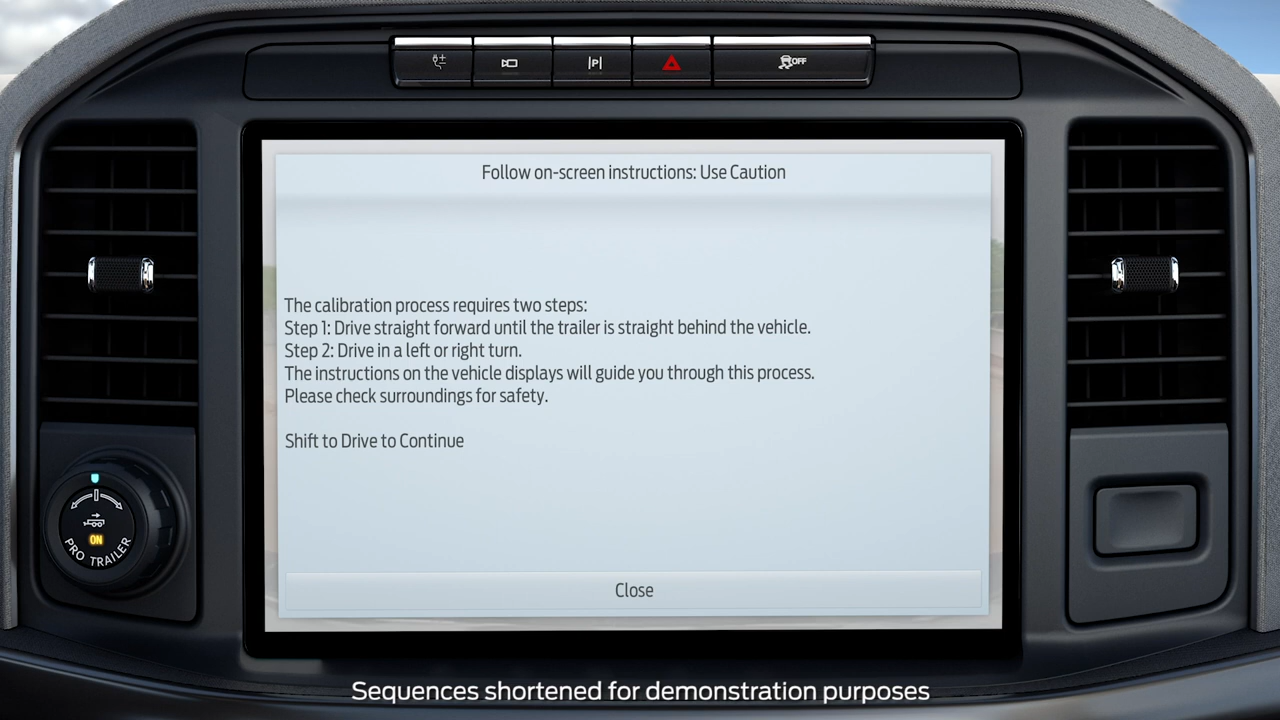 P
OFF
Follow on-screen instructions: Use Caution
The calibration process requires two steps:
Step 1: Drive straight forward until the trailer is straight behind the vehicle.
Step 2: Drive in a left or right turn.
The instructions on the vehicle displays will guide you through this process.
Please check surroundings for safety.
Shift to Drive to Continue
ON
PRO TRAILER
Close
Sequences shortened for demonstration purposes